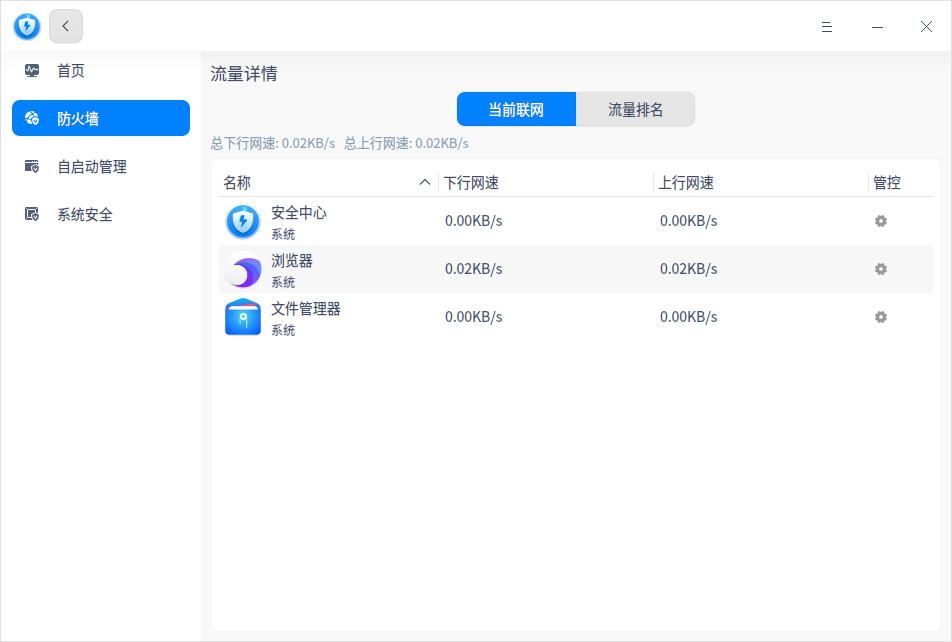 首页
防火墙
自启动管理
系统安全
流量详情
当前联网 流量排名
总下行网速: 0.02KB/s 总上行网速: 0.02KB/s
名称 下行网速 上行网速 管控
安全中心
系统
0.00KB/s 0.00KB/s
浏览器
系统
0.02KB/s 0.02KB/s
文件管理器
系统
0.00KB/s 0.00KB/s